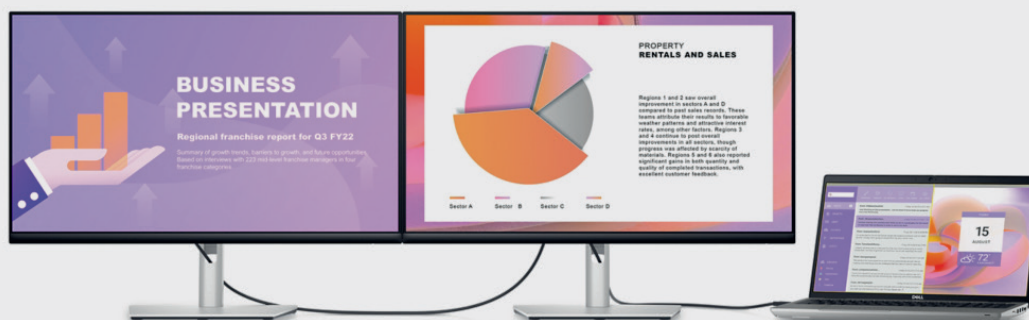 BUSINESS
PRESENTATION
Regional franchise report for Q3 FY22
Summary of growth trends, barriers to growth, and future opportunities.
Based on interviews with 323 mid-level franchise managers in four
franchise categories.
PROPERTY
RENTALS AND SALES
Regions 1 and 2 saw overall
improvement in sectors A and D
compared to past sales records. These
teams attribute their results to favorable
weather patterns and attractive interest
rates, among other factors. Regions 3
and 4 continue to post overall
improvements in all sectors, though
progress was affected by scarcity of
materials. Regions 5 and 6 also reported
significant gains in both quantity and
quality of completed transactions, with
excellent customer feedback.
Sector A
Sector B
Sector C
Sector D
15
AUGUST
72
DELL